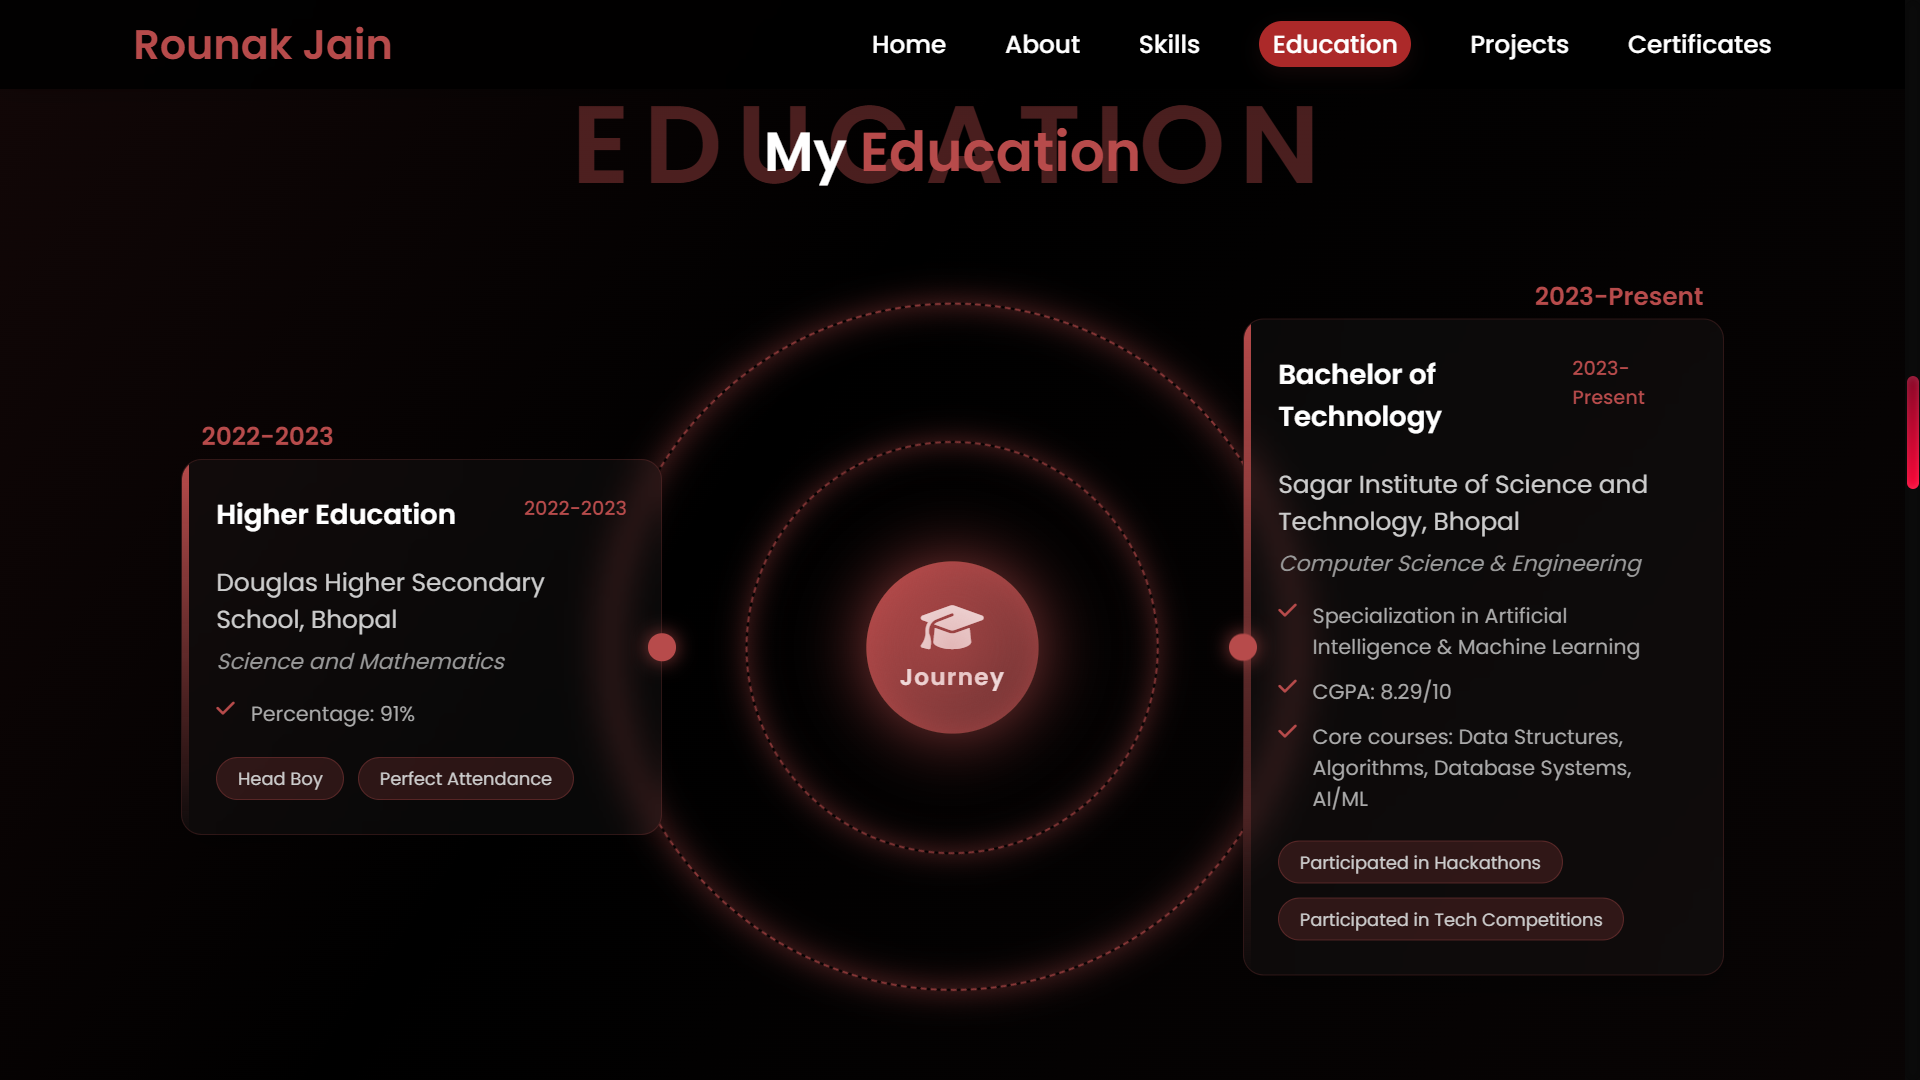 Rounak Jain
Home
About
Skills
Education
Projects
Certificates
EDUCATION
My Education
2022-2023
Higher Education
2022-2023
Douglas Higher Secondary
School, Bhopal
Science and Mathematics
Percentage: 91%
Head Boy
Perfect Attendance
Journey
2023-Present
Bachelor of
Technology
2023-
Present
Sagar Institute of Science and
Technology, Bhopal
Computer Science & Engineering
Specialization in Artificial
Intelligence & Machine Learning
CGPA: 8.29/10
Core courses: Data Structures,
Algorithms, Database Systems,
AI/ML
Participated in Hackathons
Participated in Tech Competitions